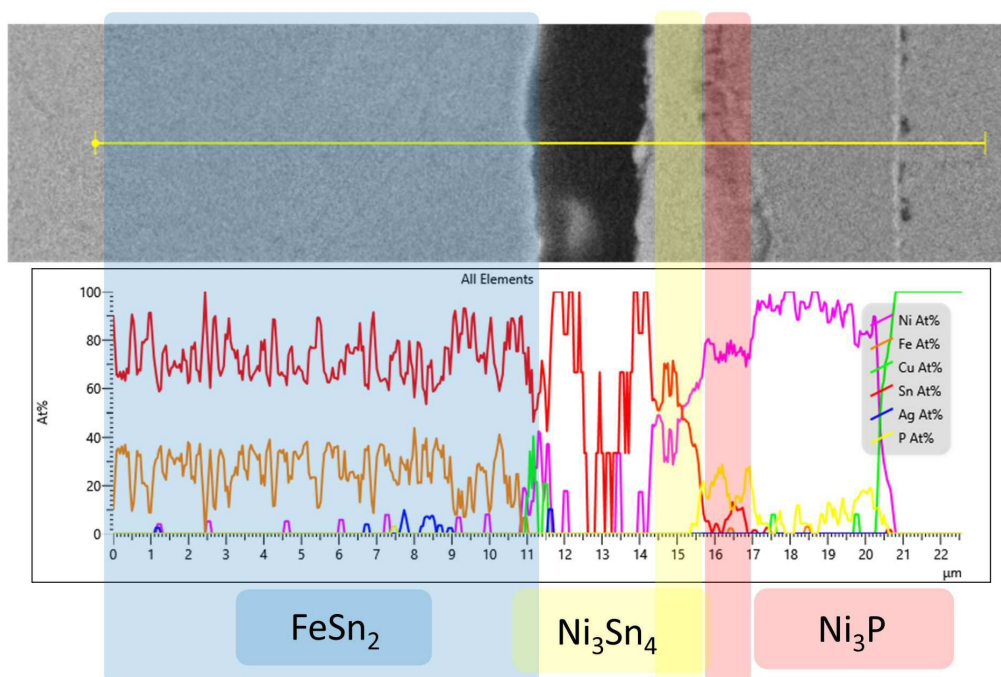 All Elements
At%
100
80
60
40
20
0
Ni At%
Fe At%
Cu At%
Sn At%
Ag At%
P At%
0 1 2 3 4 5 6 7 8 9 10 11 12 13 14 15 16 17 18 19 20 21 22
µm
FeSn₂
Ni₃Sn₄
Ni₃P